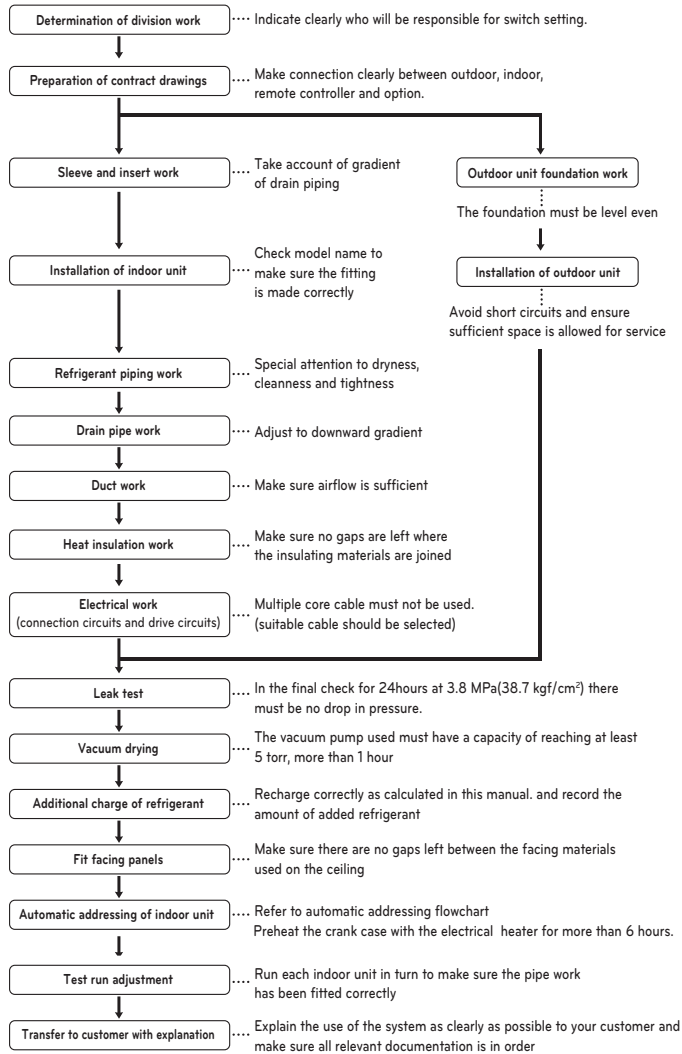 Determination of division work
Indicate clearly who will be responsible for switch setting.
Preparation of contract drawings
Make connection clearly between outdoor, indoor,
remote controller and option.
Sleeve and insert work
Take account of gradient
of drain piping
Outdoor unit foundation work
The foundation must be level even
Installation of indoor unit
Check model name to
make sure the fitting
is made correctly
Installation of outdoor unit
Avoid short circuits and ensure
sufficient space is allowed for service
Refrigerant piping work
Special attention to dryness,
cleanness and tightness
Drain pipe work
Adjust to downward gradient
Duct work
Make sure airflow is sufficient
Heat insulation work
Make sure no gaps are left where
the insulating materials are joined
Electrical work
(connection circuits and drive circuits)
Multiple core cable must not be used.
(suitable cable should be selected)
Leak test
In the final check for 24hours at 3.8 MPa(38.7 kgf/cm²) there
must be no drop in pressure.
Vacuum drying
The vacuum pump used must have a capacity of reaching at least
5 torr, more than 1 hour
Additional charge of refrigerant
Recharge correctly as calculated in this manual. and record the
amount of added refrigerant
Fit facing panels
Make sure there are no gaps left between the facing materials
used on the ceiling
Automatic addressing of indoor unit
Refer to automatic addressing flowchart
Preheat the crank case with the electrical heater for more than 6 hours.
Test run adjustment
Run each indoor unit in turn to make sure the pipe work
has been fitted correctly
Transfer to customer with explanation
Explain the use of the system as clearly as possible to your customer and
make sure all relevant documentation is in order